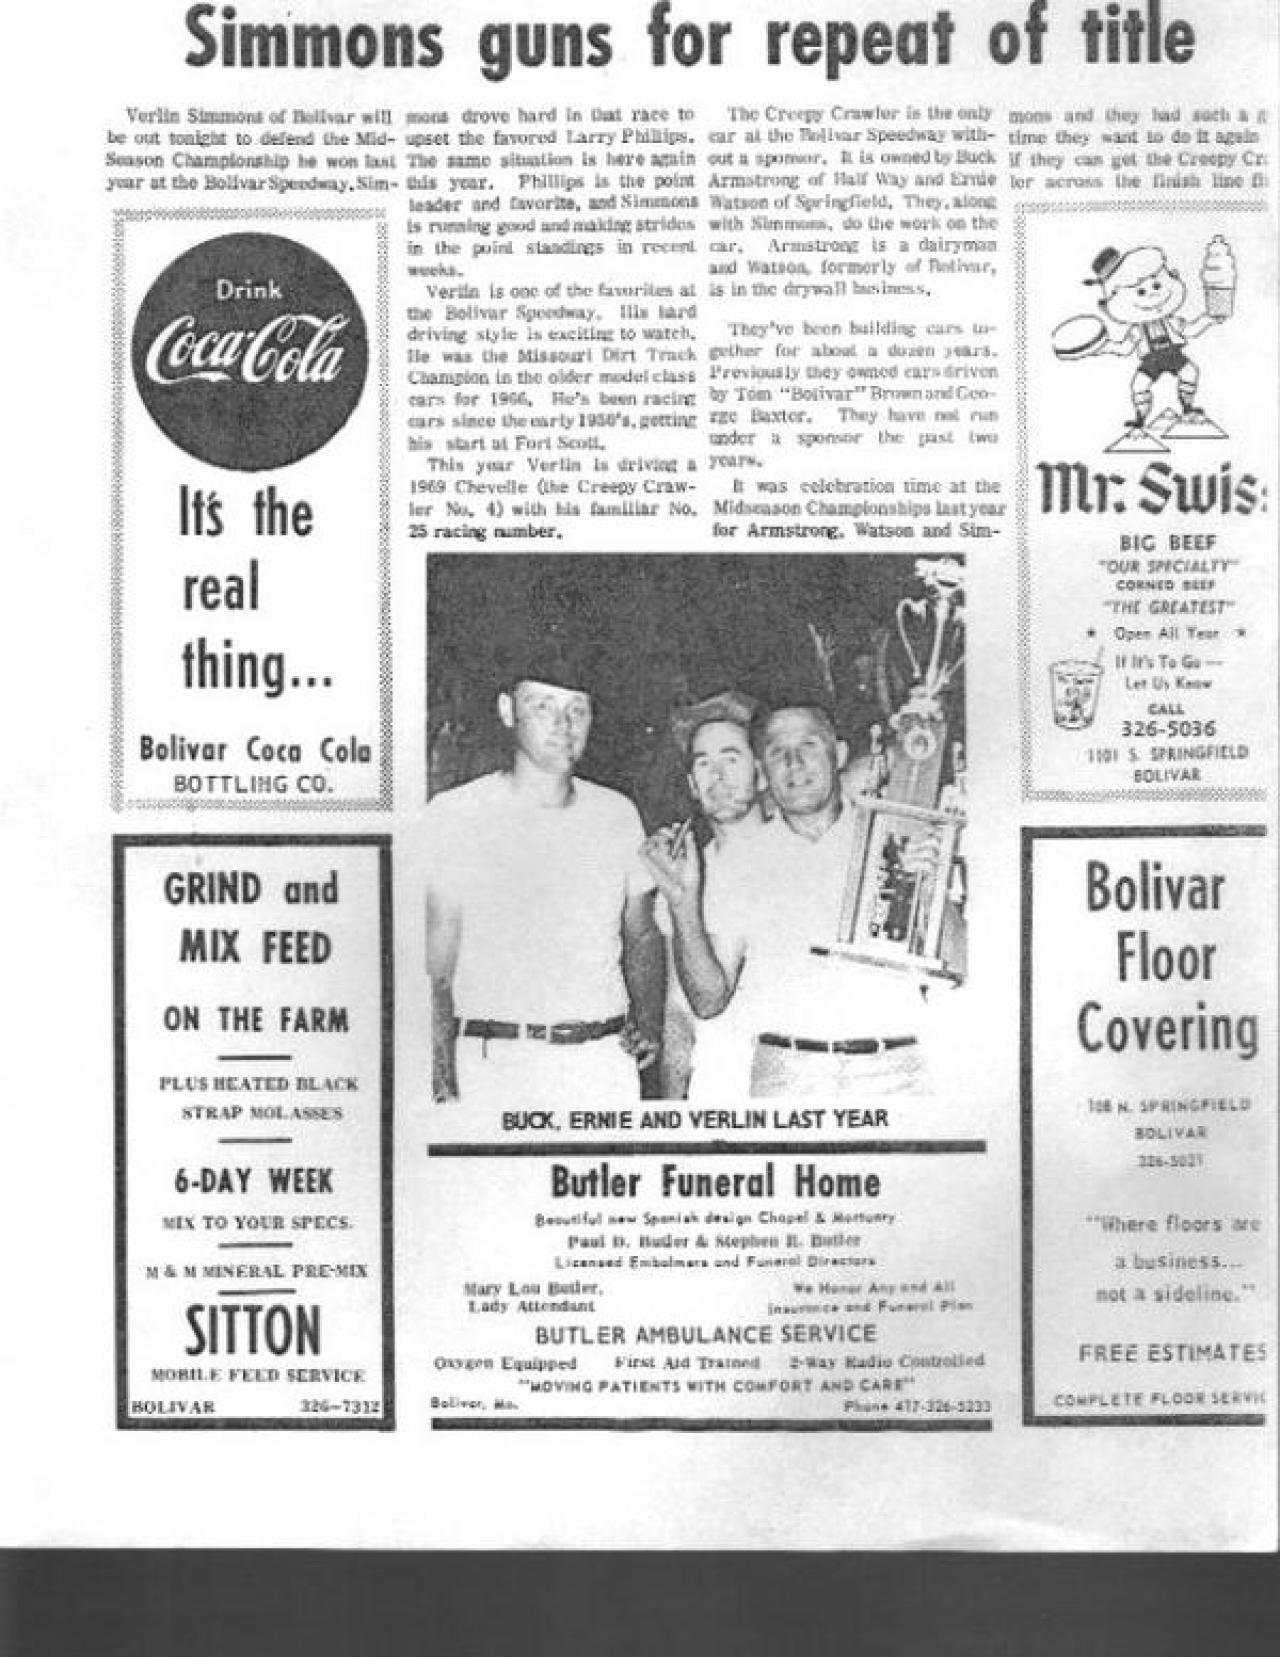 Simmons guns for repeat of title
Verlin Simmons of Bolivar will
be out tonight to defend the Mid-
Season Championship he won last
year at the Bolivar Speedway. Sim-
mons drove hard in that race to
upset the favored Larry Phillips.
The same situation is here again
this year. Phillips is the point
leader and favorite, and Simmons
is running good and making strides
in the point standings in recent
weeks.
Verlin is one of the favorites at
the Bolivar Speedway. His hard
driving style is exciting to watch.
He was the Missouri Dirt Track
Champion in the older model class
cars for 1966. He's been racing
cars since the early 1950's, getting
his start at Fort Scott.
This year Verlin is driving a
1969 Chevelle (the Creepy Craw-
ler No. 4) with his familiar No.
25 racing number.
The Creepy Crawler is the only
car at the Bolivar Speedway with-
out a sponsor. It is owned by Buck
Armstrong of Half Way and Ernie
Watson of Springfield. They, along
with Simmons, do the work on the
car. Armstrong is a dairyman
and Watson, formerly of Bolivar,
is in the drywall business.
They've been building cars to-
gether for about a dozen years.
Previously they owned cars driven
by Tom "Bolivar" Brown and Geo-
rge Baxter. They have not run
under a sponsor the past two
years.
It was celebration time at the
Midseason Championships last year
for Armstrong, Watson and Sim-
mons and they had such a g
time they want to do it again
if they can get the Creepy Cr
ler across the finish line fi
Drink
Coca-Cola
It's the
real
thing...
Bolivar Coca Cola
BOTTLING CO.
GRIND and
MIX FEED
ON THE FARM
PLUS HEATED BLACK
STRAP MOLASSES
6-DAY WEEK
MIX TO YOUR SPECS.
M & M MINERAL PRE-MIX
SITTON
MOBILE FEED SERVICE
BOLIVAR 326-7312
BUCK, ERNIE AND VERLIN LAST YEAR
Butler Funeral Home
Beautiful new Spanish design Chapel & Mortuary
Paul D. Butler & Stephen R. Butler
Licensed Embalmers and Funeral Directors
Mary Lou Butler, We Honor Any and All
Lady Attendant Insurance and Funeral Plan
BUTLER AMBULANCE SERVICE
Oxygen Equipped First Aid Trained 2-Way Radio Controlled
"MOVING PATIENTS WITH COMFORT AND CARE"
Bolivar, Mo. Phone 417-326-5233
Mr. Swis
BIG BEEF
"OUR SPECIALTY"
CORNED BEEF
"THE GREATEST"
* Open All Year *
If It's To Go —
Let Us Know
CALL
326-5036
1101 S. SPRINGFIELD
BOLIVAR
Bolivar
Floor
Covering
108 N. SPRINGFIELD
BOLIVAR
326-5021
"Where floors are
a business...
not a sideline."
FREE ESTIMATES
COMPLETE FLOOR SERVIC